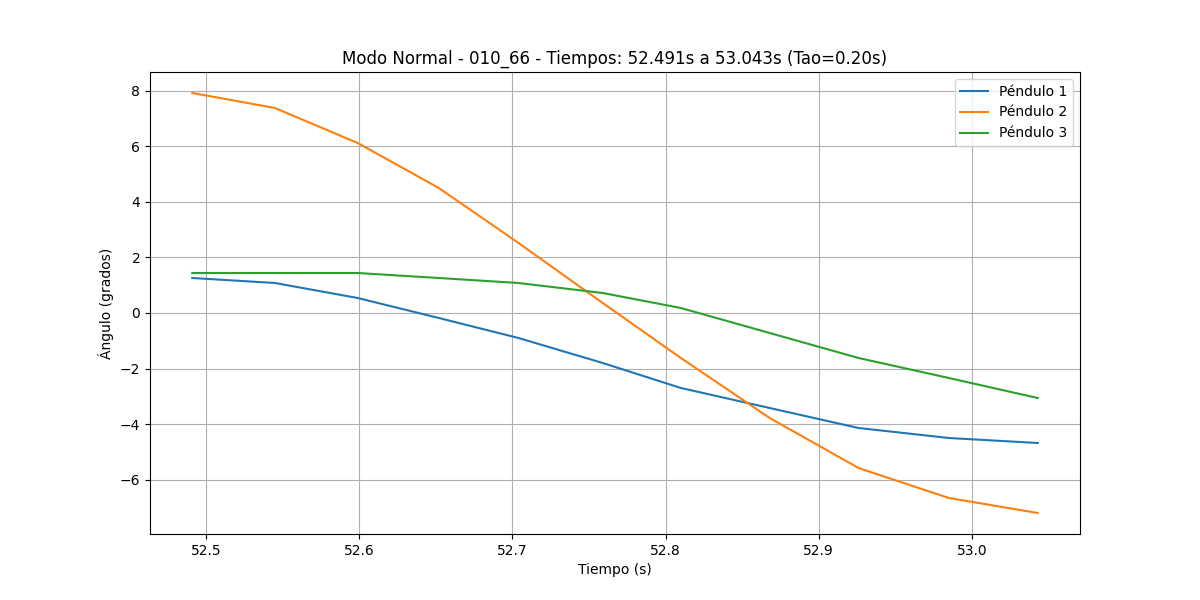 Modo Normal - 010_66 - Tiempos: 52.491s a 53.043s (Tao=0.20s)
Péndulo 1
Péndulo 2
Péndulo 3
Ángulo (grados)
8
6
4
2
0
−2
−4
−6
52.5 52.6 52.7 52.8 52.9 53.0
Tiempo (s)